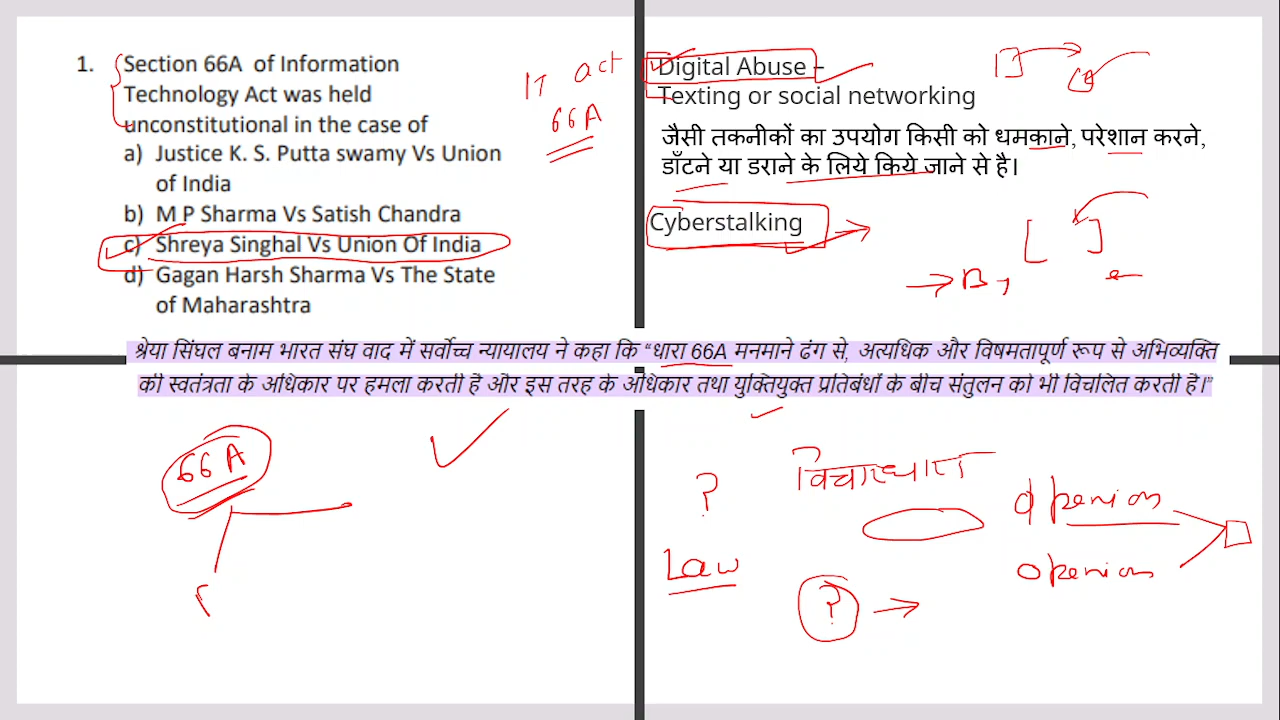 1. Section 66A of Information
Technology Act was held
unconstitutional in the case of
a) Justice K. S. Putta swamy Vs Union
of India
b) M P Sharma Vs Satish Chandra
c) Shreya Singhal Vs Union Of India
d) Gagan Harsh Sharma Vs The State
of Maharashtra
IT act
66A
Digital Abuse –
Texting or social networking
जैसी तकनीकों का उपयोग किसी को धमकाने, परेशान करने,
डाँटने या डराने के लिये किये जाने से है।
Cyberstalking
B,
श्रेया सिंघल बनाम भारत संघ वाद में सर्वोच्च न्यायालय ने कहा कि “धारा 66A मनमाने ढंग से, अत्यधिक और विषमतापूर्ण रूप से अभिव्यक्ति
की स्वतंत्रता के अधिकार पर हमला करती है और इस तरह के अधिकार तथा युक्तियुक्त प्रतिबंधों के बीच संतुलन को भी विचलित करती है।”
66 A
?
विचारधारा
openion
Law
openion
?